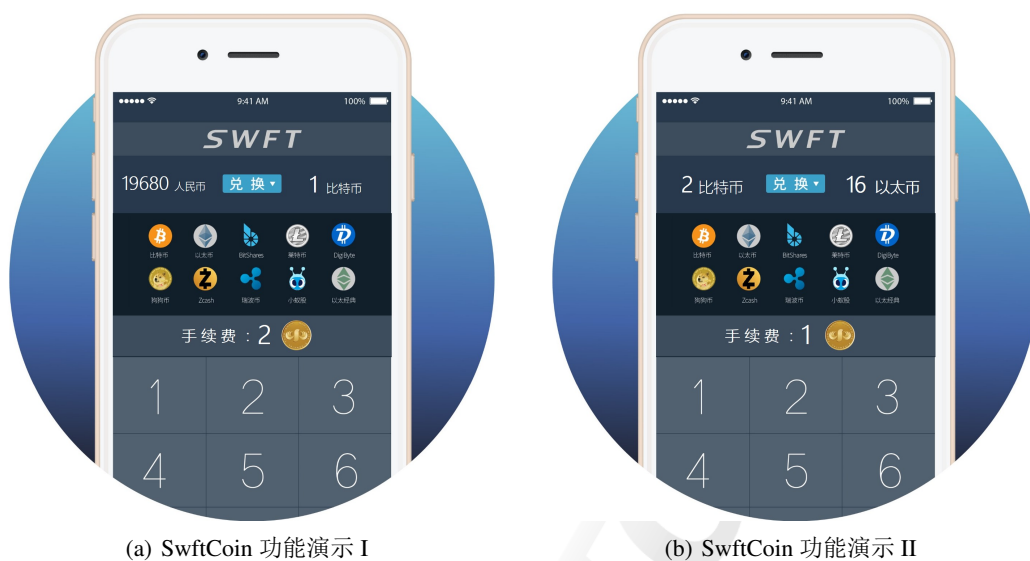 9:41 AM 100%
SWFT
19680 人民币 兑换 1 比特币
比特币 以太币 BitShares 莱特币 DigiByte
狗狗币 Zcash 瑞波币 小蚁股 以太经典
手续费：2
1 2 3
4 5 6
(a) SwftCoin 功能演示 I
9:41 AM 100%
SWFT
2 比特币 兑换 16 以太币
比特币 以太币 BitShares 莱特币 DigiByte
狗狗币 Zcash 瑞波币 小蚁股 以太经典
手续费：1
1 2 3
4 5 6
(b) SwftCoin 功能演示 II